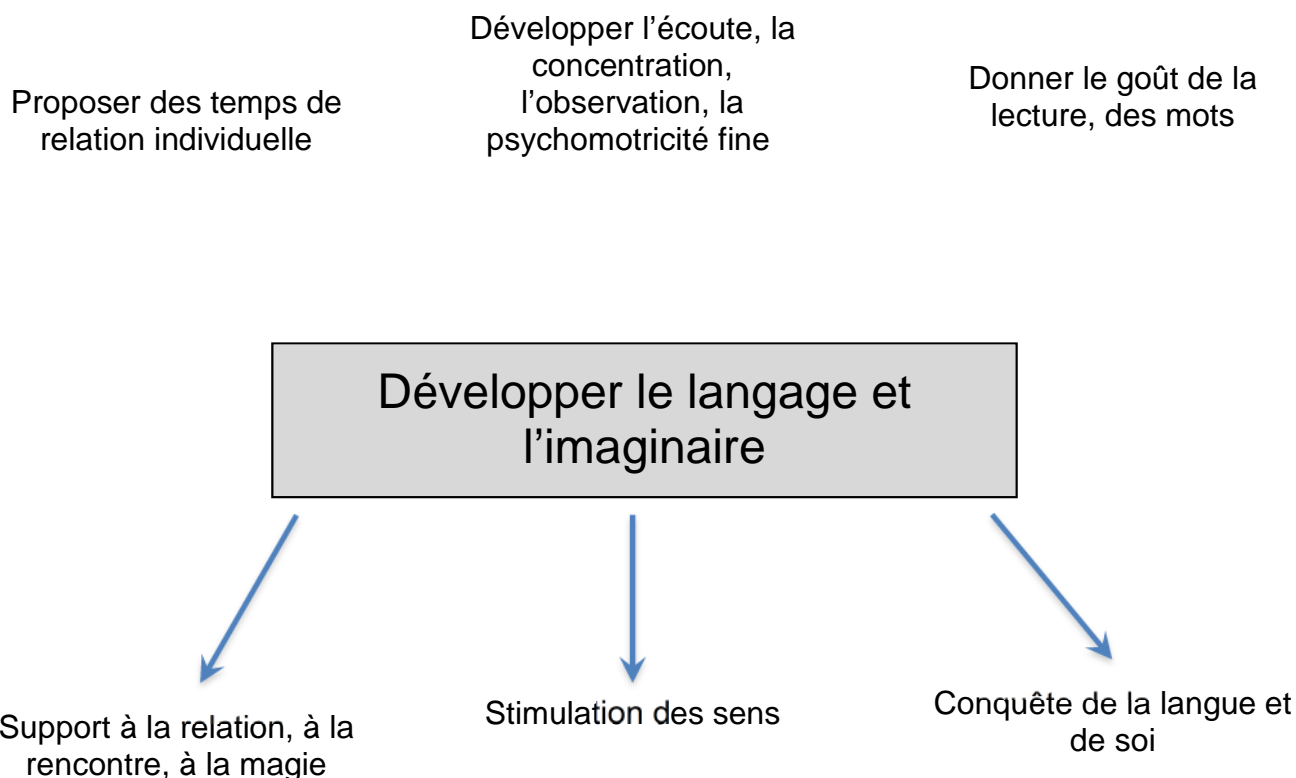 Proposer des temps de
relation individuelle
Développer l’écoute, la
concentration,
l’observation, la
psychomotricité fine
Donner le goût de la
lecture, des mots
Développer le langage et
l’imaginaire
Support à la relation, à la
rencontre, à la magie
Stimulation des sens
Conquête de la langue et
de soi